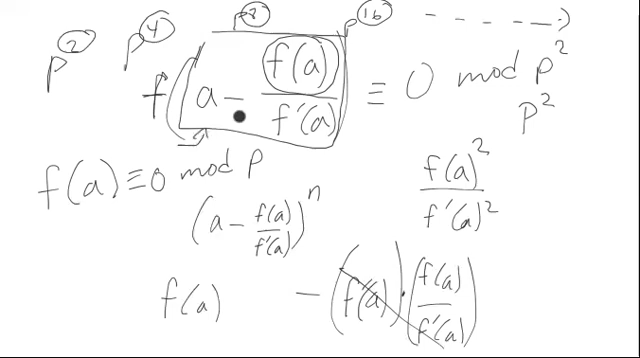 p^2 p^4 p^8 p^16 - - - - →
f(a - f(a)/f'(a)) ≡ 0 mod p^2
p^2
f(a) ≡ 0 mod p
f(a)^2/f'(a)^2
(a - f(a)/f'(a))^n
f(a) - (f'(a)) · (f(a)/f'(a))